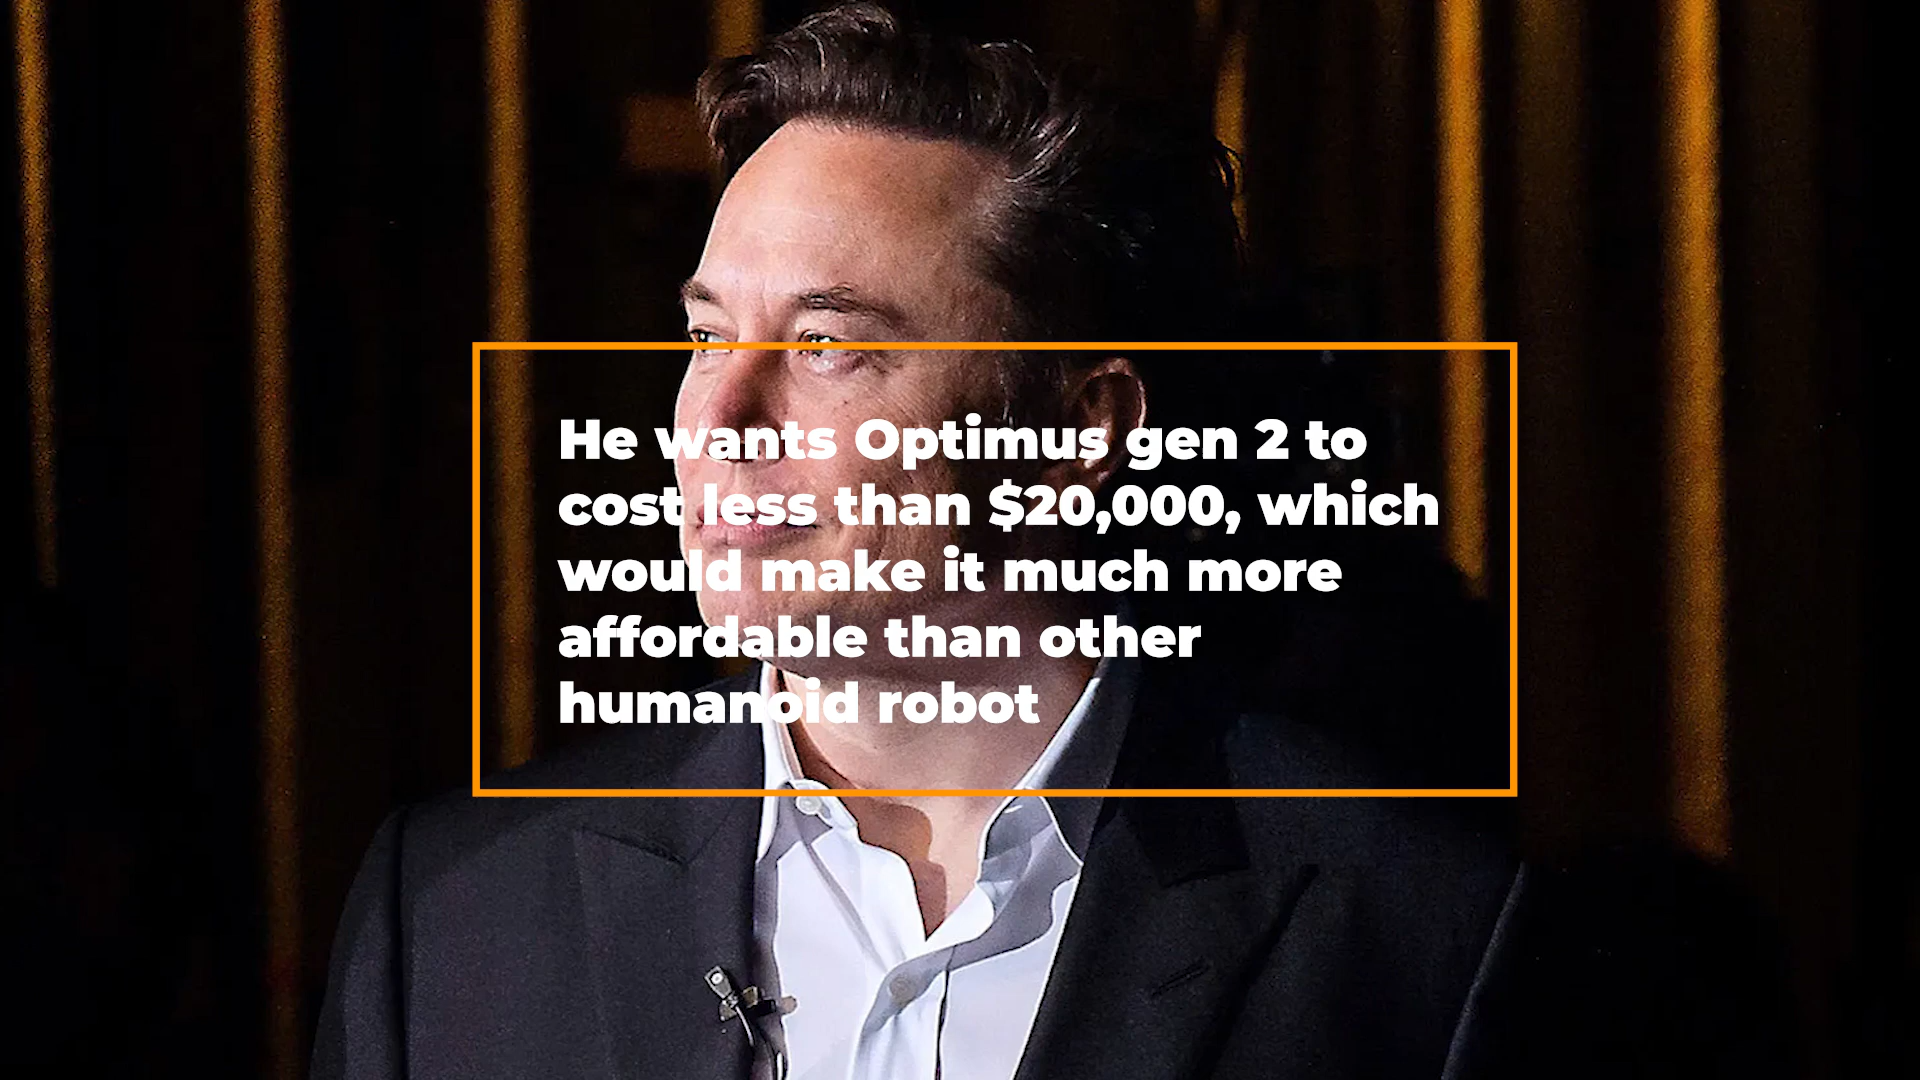 He wants Optimus gen 2 to
cost less than $20,000, which
would make it much more
affordable than other
humanoid robot